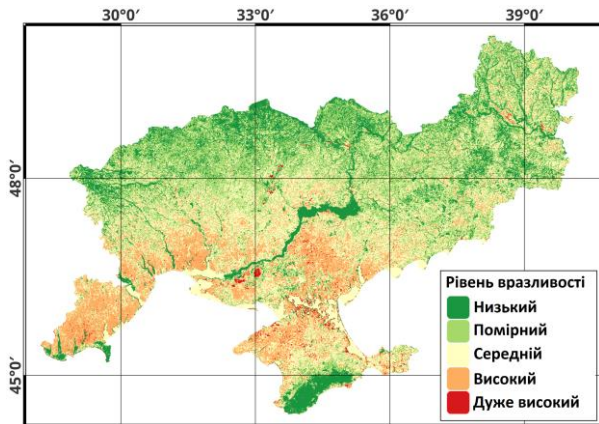 30°0′ 33°0′ 36°0′ 39°0′
48°0′
45°0′
Рівень вразливості
Низький
Помірний
Середній
Високий
Дуже високий